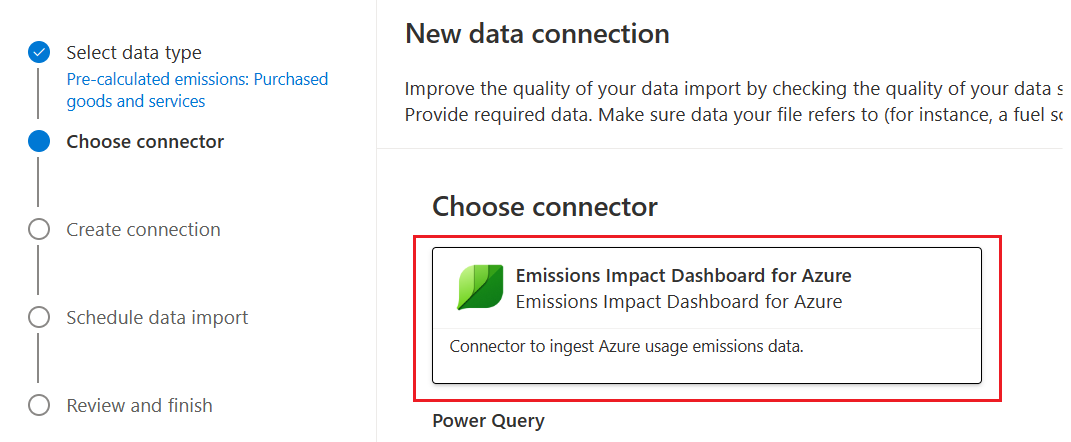 Select data type
Pre-calculated emissions: Purchased
goods and services
Choose connector
Create connection
Schedule data import
Review and finish
New data connection
Improve the quality of your data import by checking the quality of your data s
Provide required data. Make sure data your file refers to (for instance, a fuel so
Choose connector
Emissions Impact Dashboard for Azure
Emissions Impact Dashboard for Azure
Connector to ingest Azure usage emissions data.
Power Query